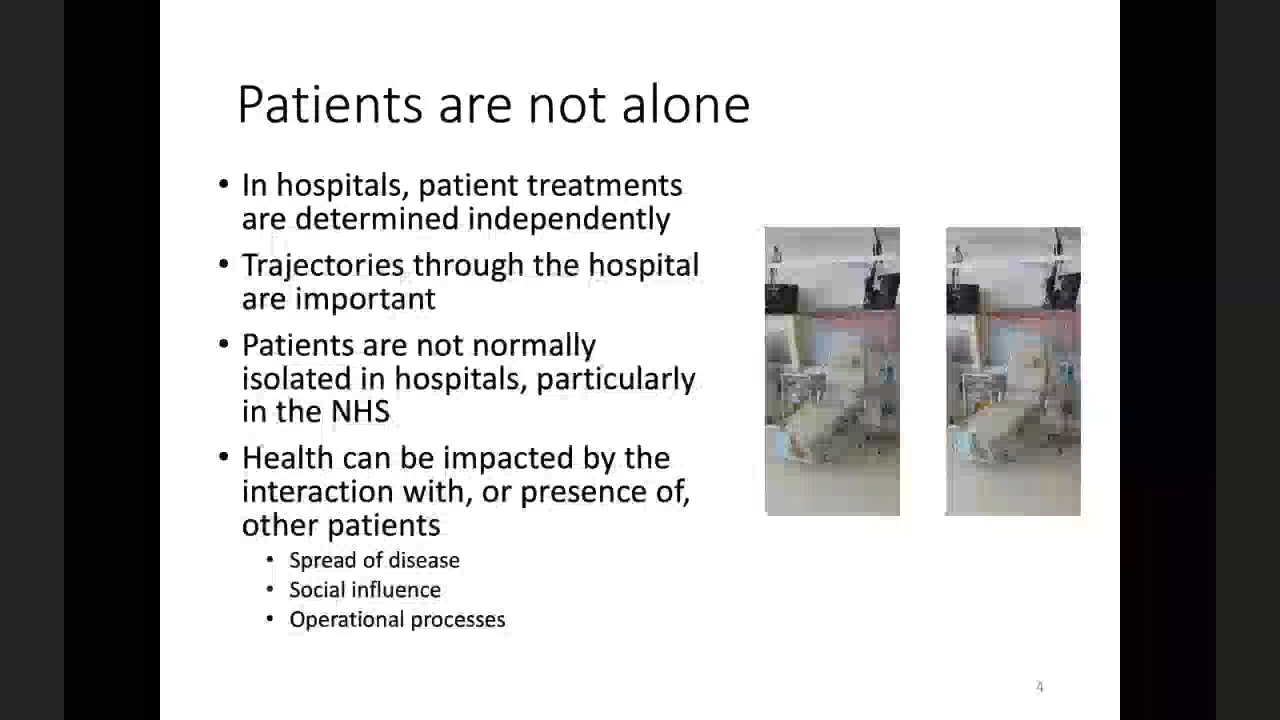 Patients are not alone
• In hospitals, patient treatments
are determined independently
• Trajectories through the hospital
are important
• Patients are not normally
isolated in hospitals, particularly
in the NHS
• Health can be impacted by the
interaction with, or presence of,
other patients
• Spread of disease
• Social influence
• Operational processes
4